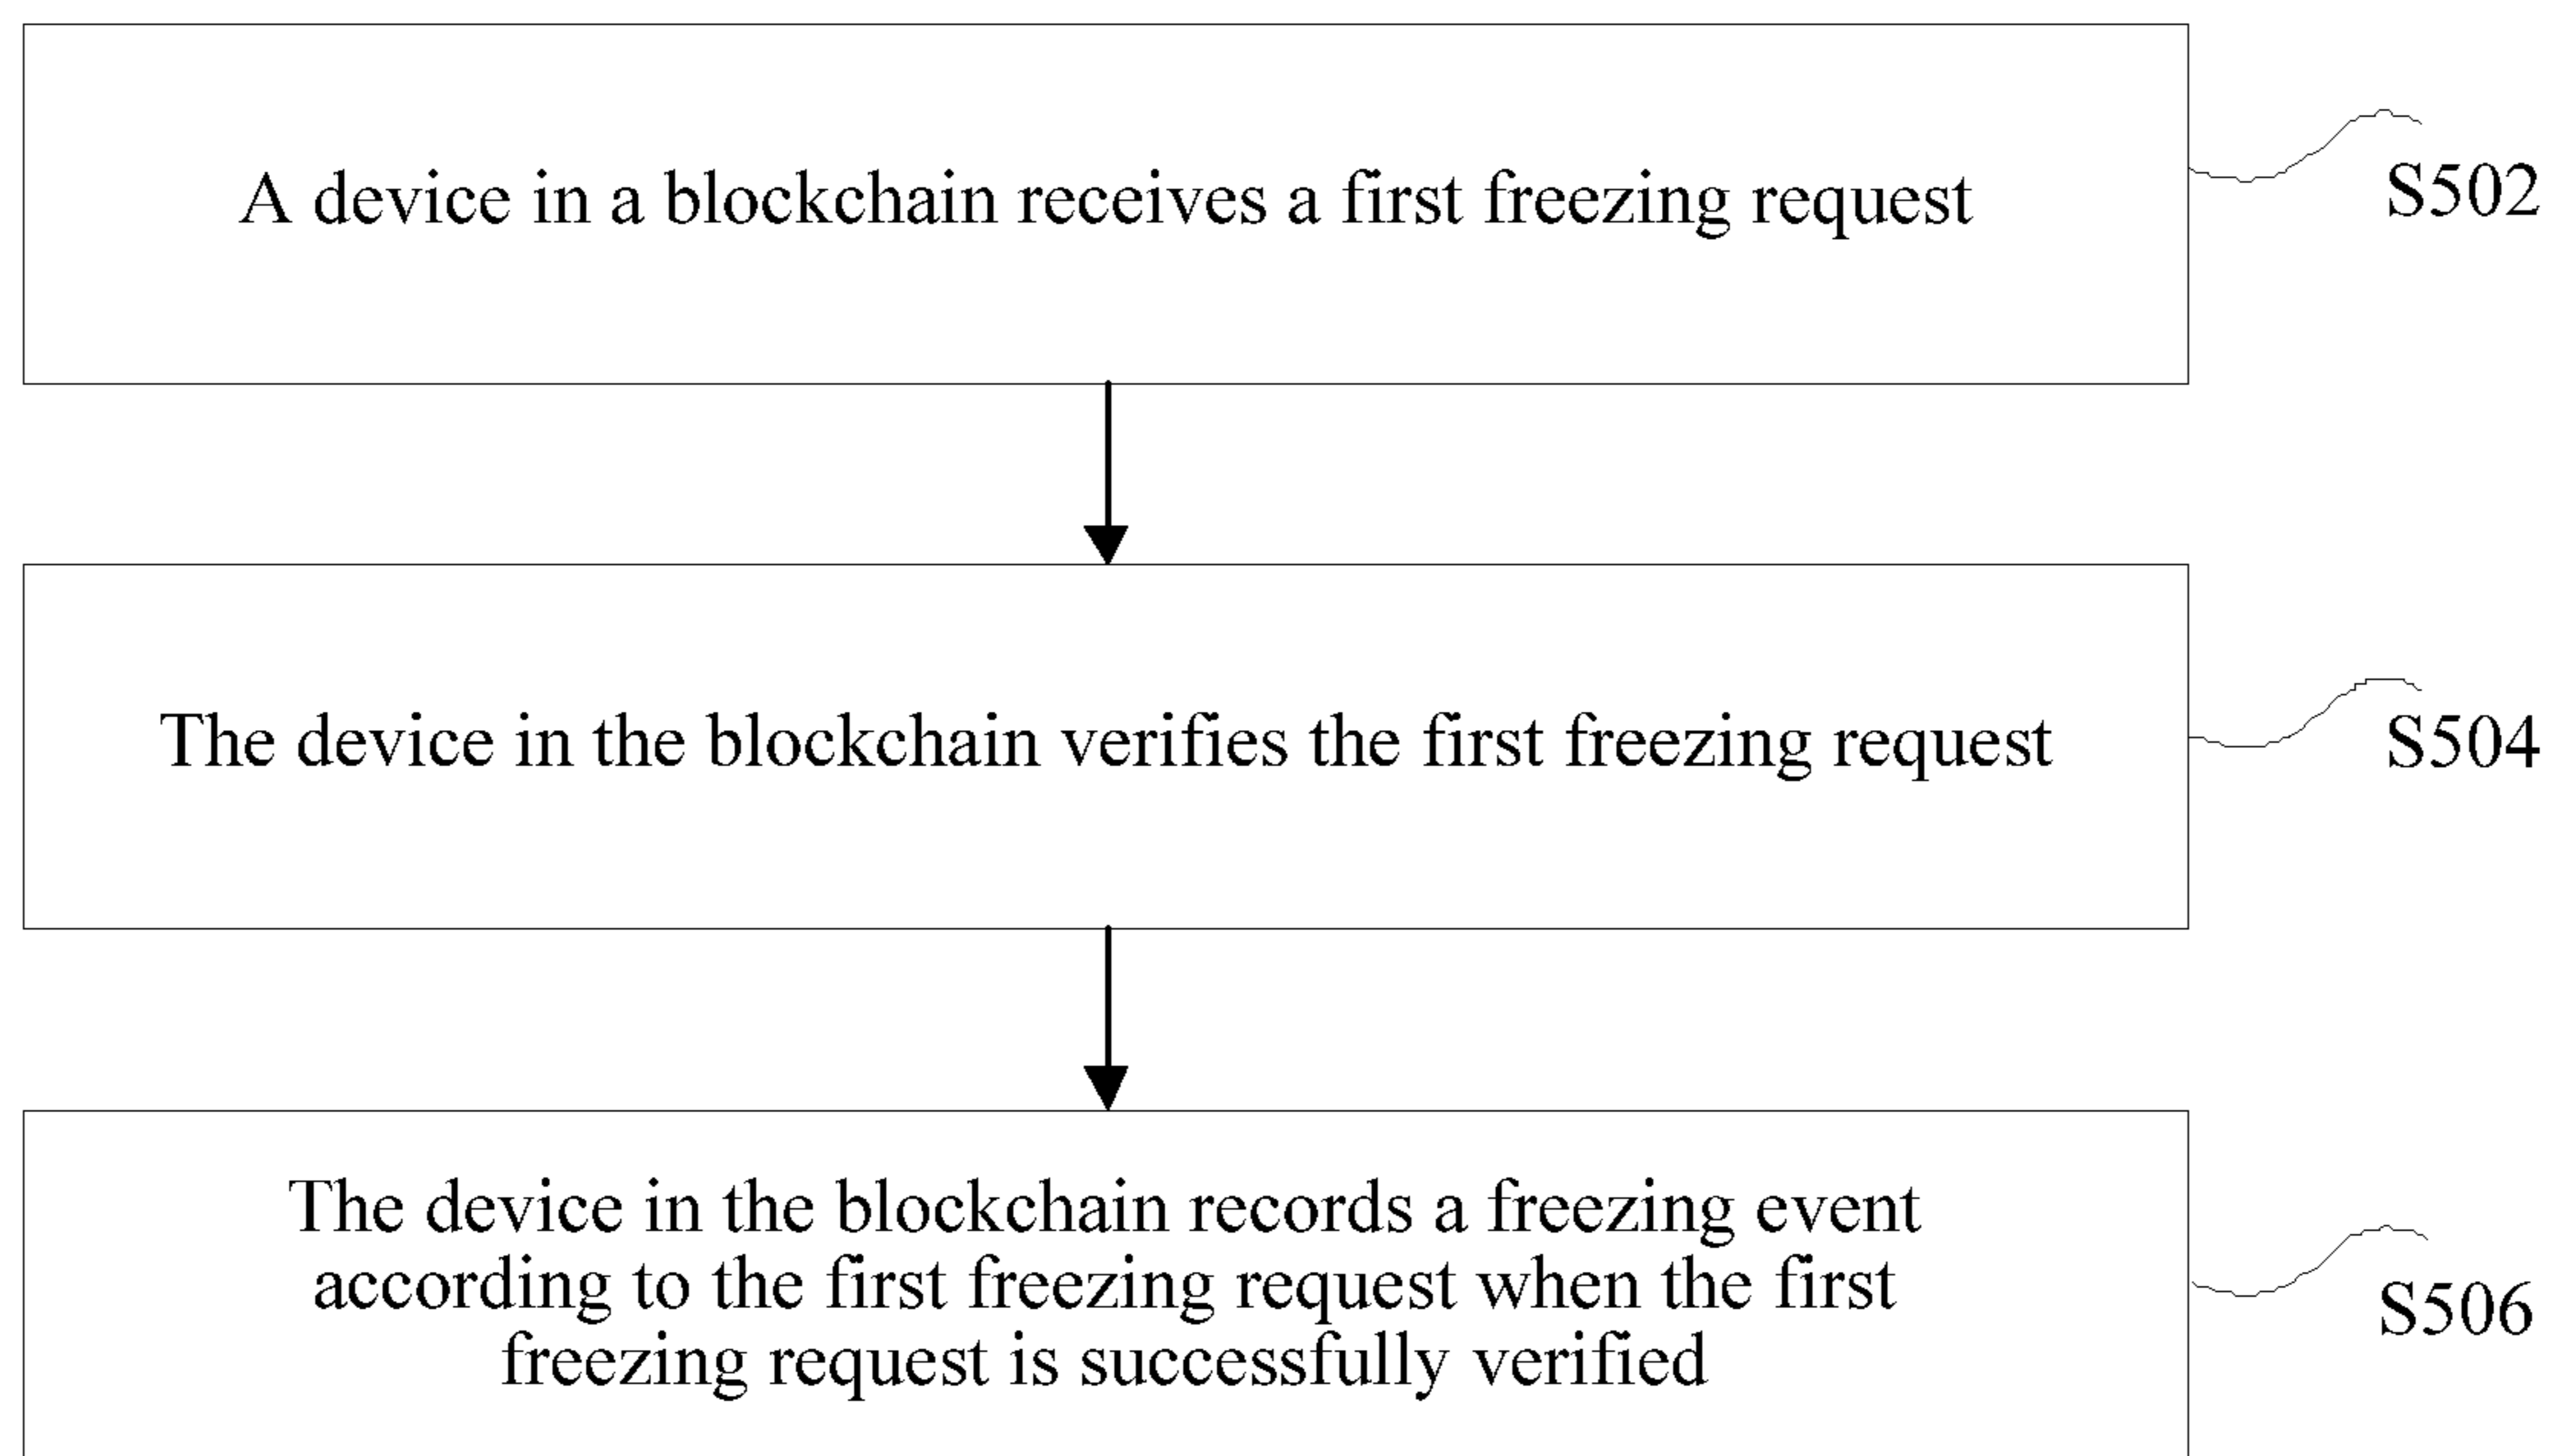 A device in a blockchain receives a first freezing request
S502
The device in the blockchain verifies the first freezing request
S504
The device in the blockchain records a freezing event
according to the first freezing request when the first
freezing request is successfully verified
S506